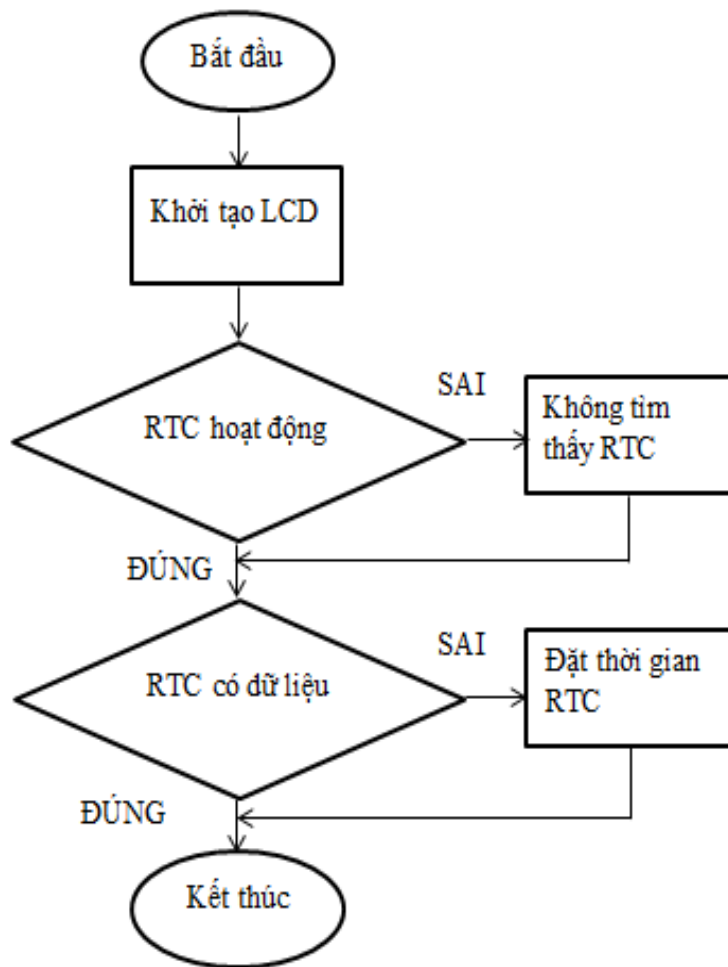 Bắt đầu
Khởi tạo LCD
RTC hoạt động
SAI
Không tìm
thấy RTC
ĐÚNG
RTC có dữ liệu
SAI
Đặt thời gian
RTC
ĐÚNG
Kết thúc